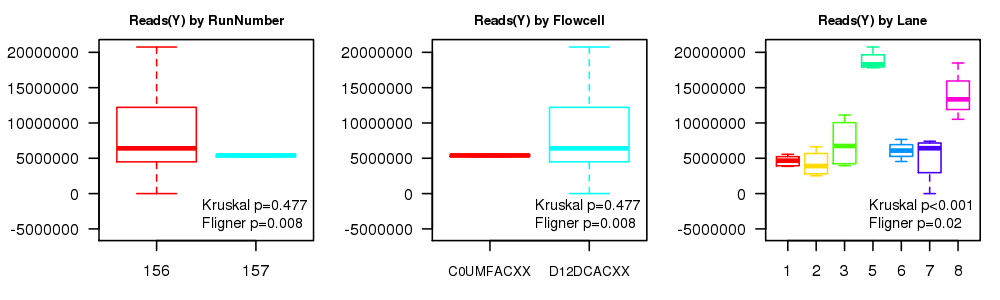 Reads(Y) by RunNumber
20000000
15000000
10000000
5000000
0
-5000000
Kruskal p=0.477
Fligner p=0.008
156 157
Reads(Y) by Flowcell
20000000
15000000
10000000
5000000
0
-5000000
Kruskal p=0.477
Fligner p=0.008
C0UMFACXX D12DCACXX
Reads(Y) by Lane
20000000
15000000
10000000
5000000
0
-5000000
Kruskal p<0.001
Fligner p=0.02
1 2 3 5 6 7 8